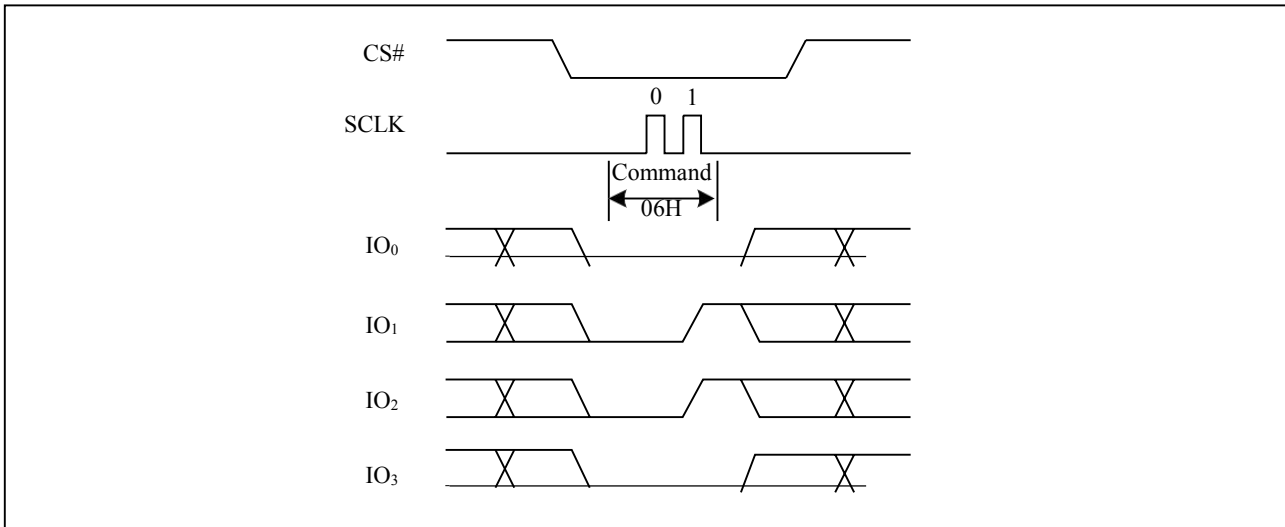 CS#
0 1
SCLK
Command
06H
IO0
IO1
IO2
IO3